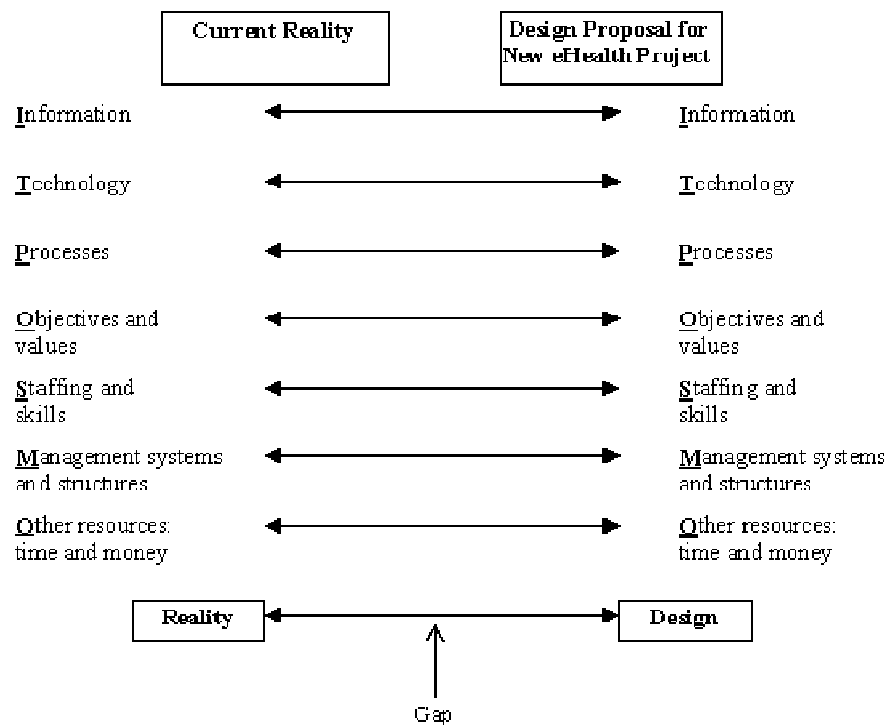 Current Reality
Design Proposal for
New eHealth Project
Information
Information
Technology
Technology
Processes
Processes
Objectives and
values
Objectives and
values
Staffing and
skills
Staffing and
skills
Management systems
and structures
Management systems
and structures
Other resources:
time and money
Other resources:
time and money
Reality
Design
Gap